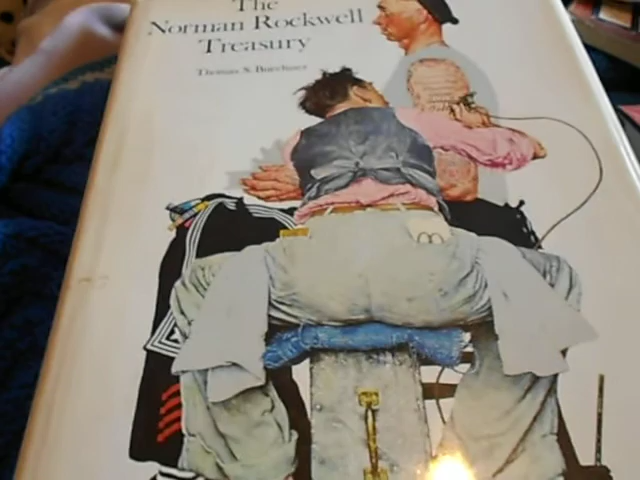 The
Norman Rockwell
Treasury
Thomas S. Buechner